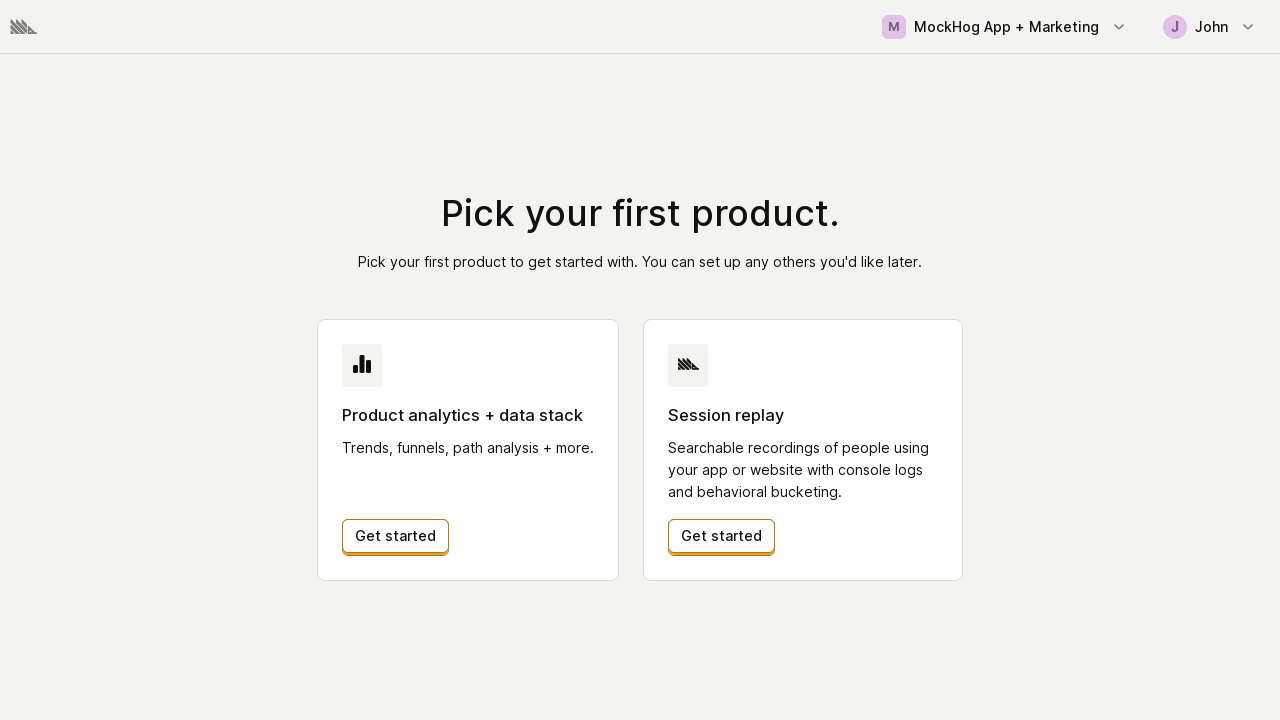 M MockHog App + Marketing
J John
Pick your first product.
Pick your first product to get started with. You can set up any others you'd like later.
Product analytics + data stack
Trends, funnels, path analysis + more.
Get started
Session replay
Searchable recordings of people using
your app or website with console logs
and behavioral bucketing.
Get started